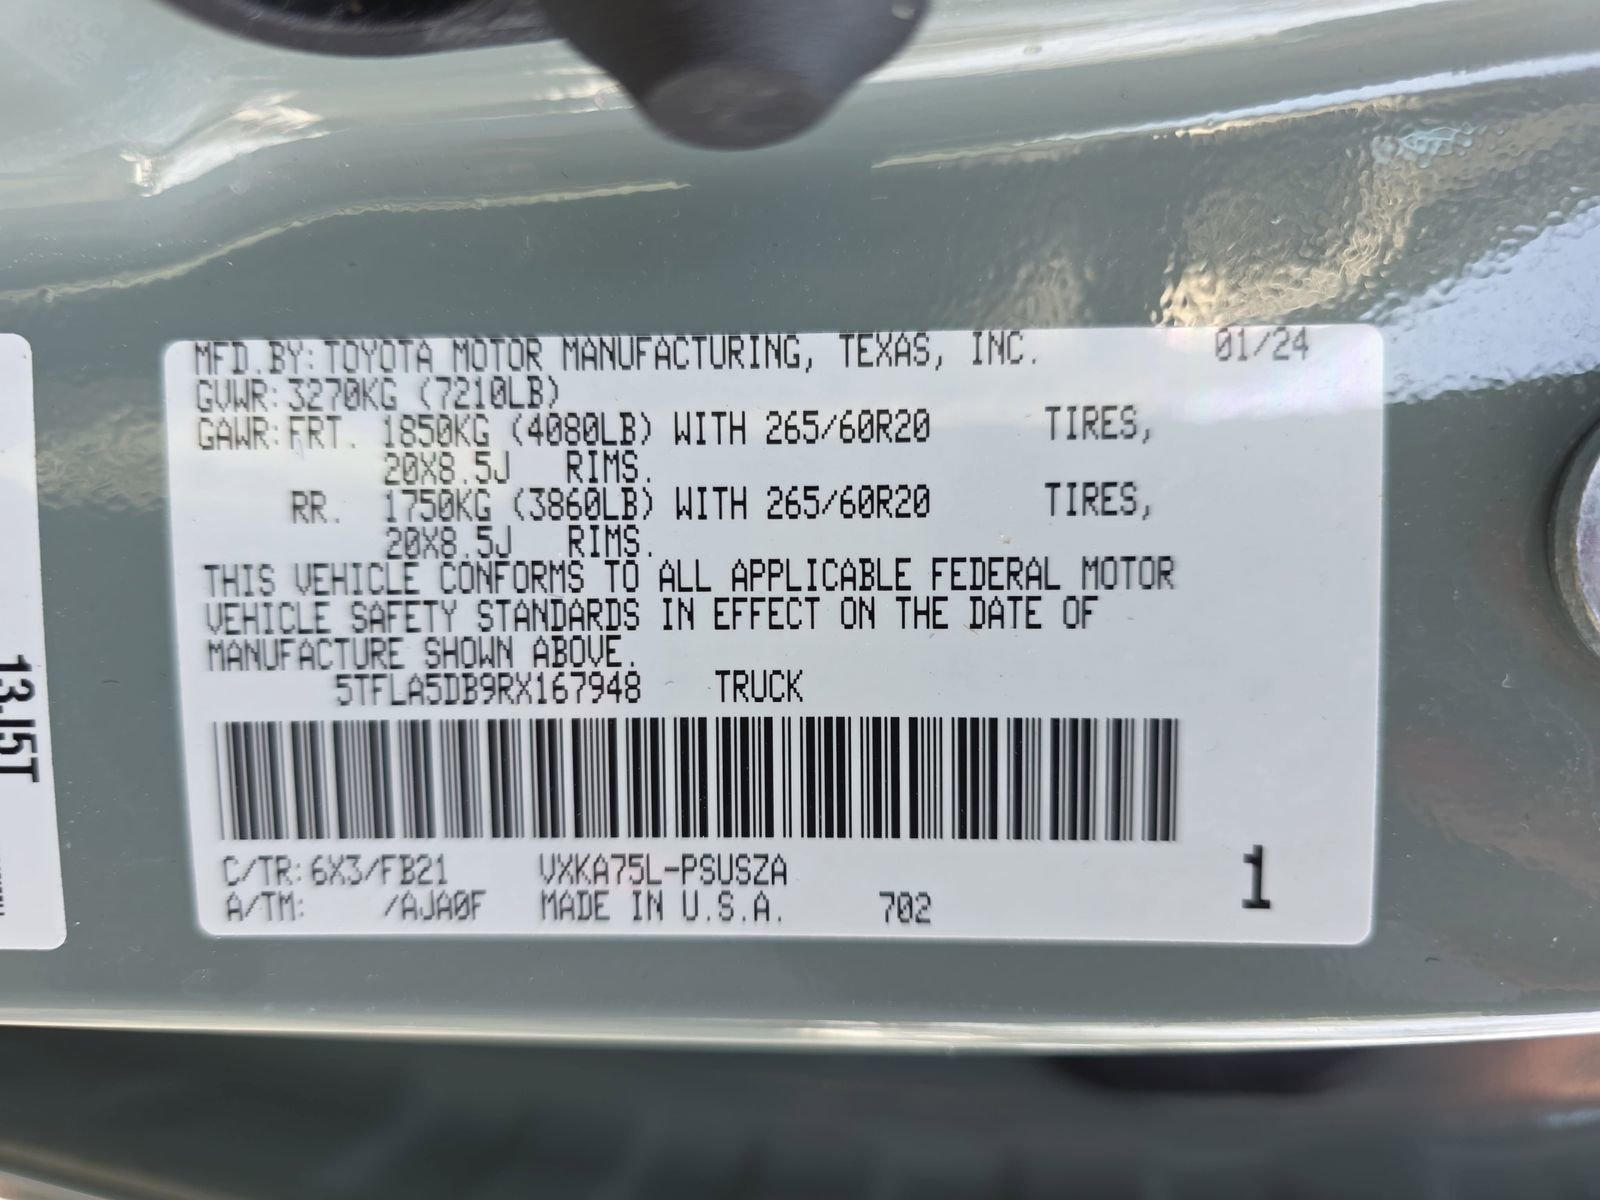 MFD.BY:TOYOTA MOTOR MANUFACTURING, TEXAS, INC. 01/24
GVWR:3270KG (7210LB)
GAWR:FRT. 1850KG (4080LB) WITH 265/60R20 TIRES,
20X8.5J RIMS.
RR. 1750KG (3860LB) WITH 265/60R20 TIRES,
20X8.5J RIMS.
THIS VEHICLE CONFORMS TO ALL APPLICABLE FEDERAL MOTOR
VEHICLE SAFETY STANDARDS IN EFFECT ON THE DATE OF
MANUFACTURE SHOWN ABOVE.
5TFLA5DB9RX167948 TRUCK
C/TR:6X3/FB21 VXKA75L-PSUSZA 1
A/TM: /AJA0F MADE IN U.S.A. 702
13J5T